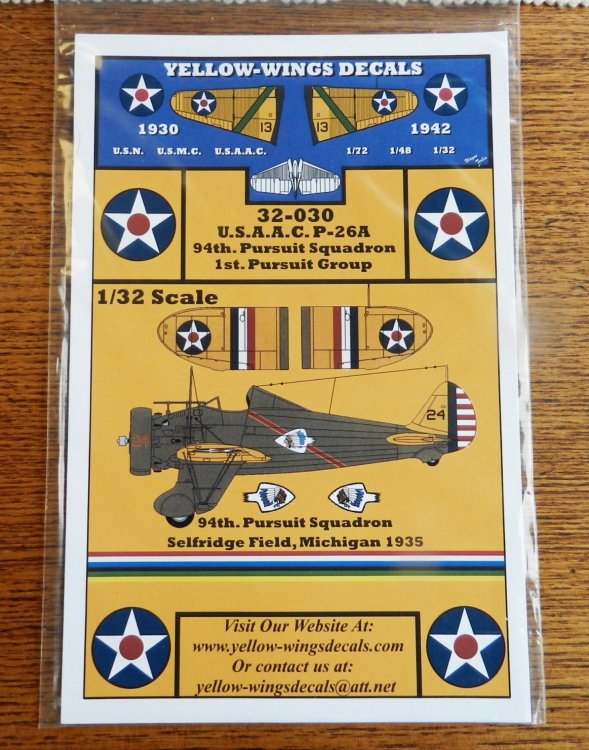 YELLOW-WINGS DECALS
13 13
1930 1942
U.S.N. U.S.M.C. U.S.A.A.C. 1/72 1/48 1/32
32-030
U.S.A.A.C. P-26A
94th. Pursuit Squadron
1st. Pursuit Group
1/32 Scale
24 24
94th. Pursuit Squadron
Selfridge Field, Michigan 1935
Visit Our Website At:
www.yellow-wingsdecals.com
Or contact us at:
yellow-wingsdecals@att.net